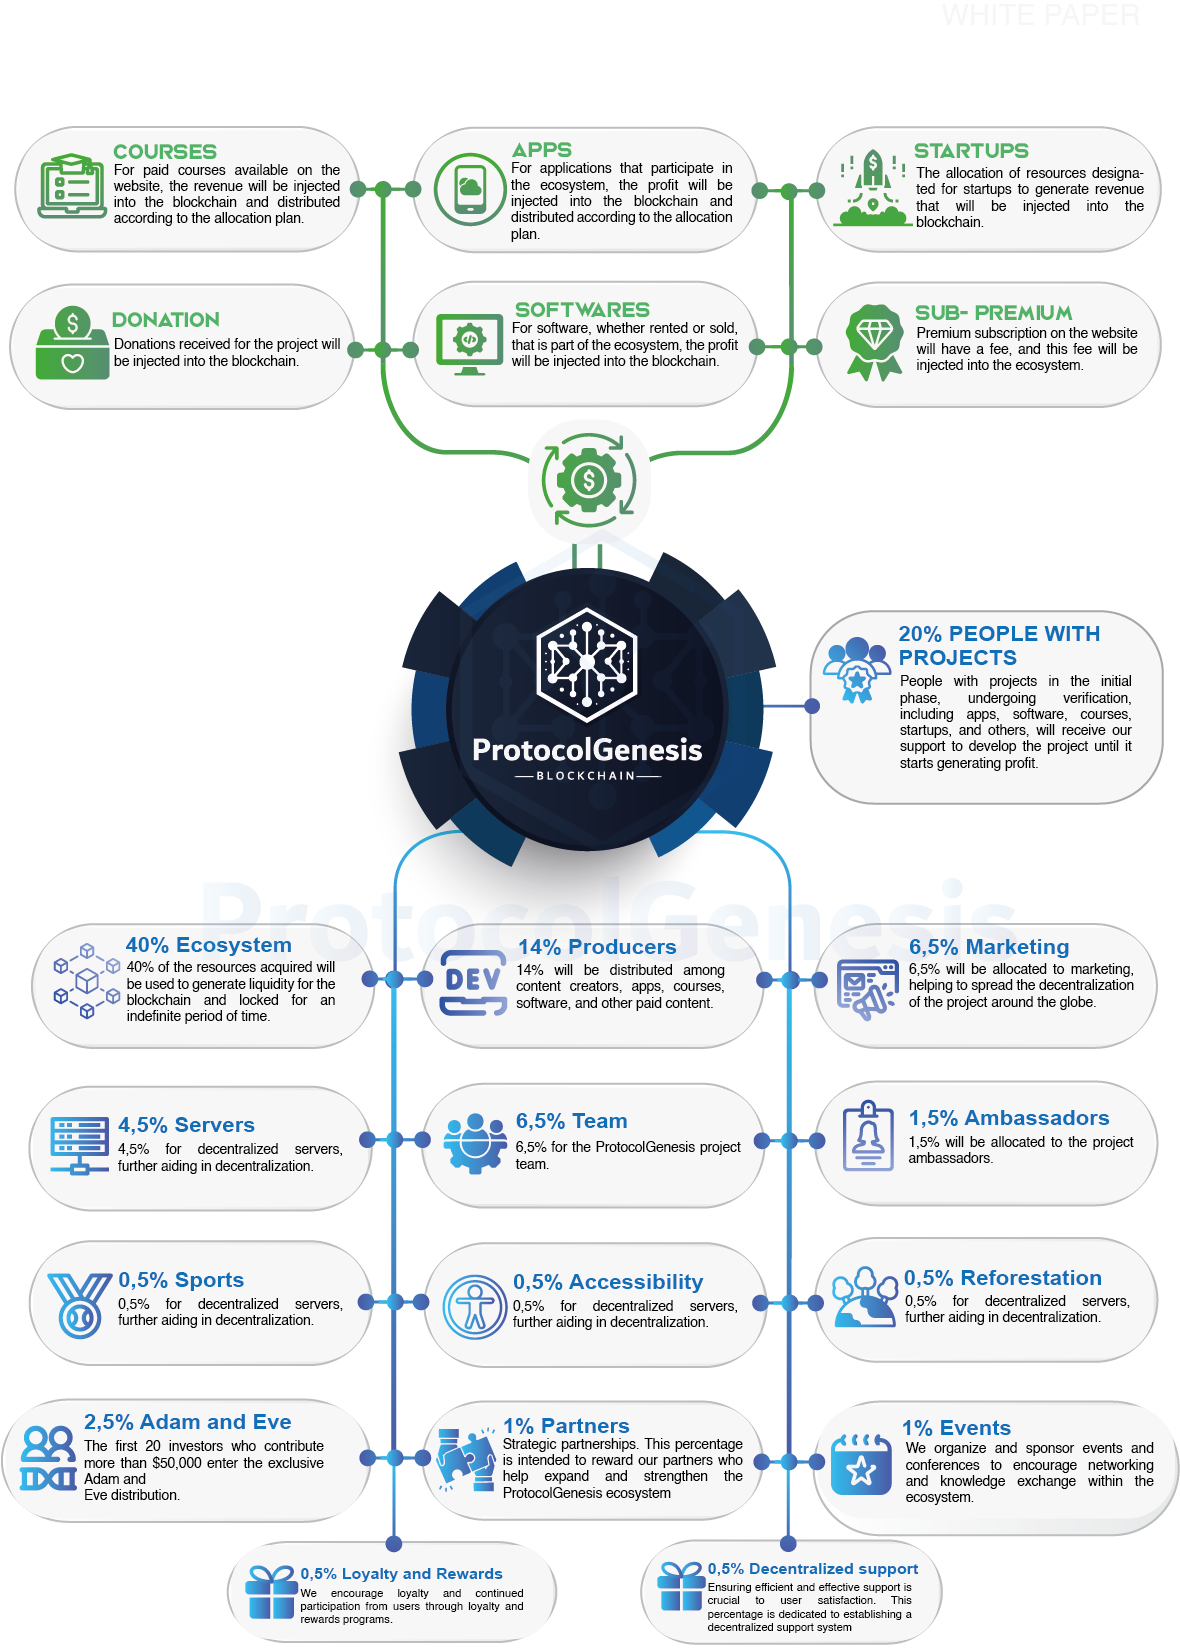 WHITE PAPER
COURSES
For paid courses available on the
website, the revenue will be injected
into the blockchain and distributed
according to the allocation plan.
APPS
For applications that participate in
the ecosystem, the profit will be
injected into the blockchain and
distributed according to the allocation
plan.
STARTUPS
The allocation of resources designa-
ted for startups to generate revenue
that will be injected into the
blockchain.
DONATION
Donations received for the project will
be injected into the blockchain.
SOFTWARES
For software, whether rented or sold,
that is part of the ecosystem, the profit
will be injected into the blockchain.
SUB- PREMIUM
Premium subscription on the website
will have a fee, and this fee will be
injected into the ecosystem.
ProtocolGenesis
BLOCKCHAIN
20% PEOPLE WITH
PROJECTS
People with projects in the initial
phase, undergoing verification,
including apps, software, courses,
startups, and others, will receive our
support to develop the project until it
starts generating profit.
ProtocolGenesis
40% Ecosystem
40% of the resources acquired will
be used to generate liquidity for the
blockchain and locked for an
indefinite period of time.
DEV
14% Producers
14% will be distributed among
content creators, apps, courses,
software, and other paid content.
6,5% Marketing
6,5% will be allocated to marketing,
helping to spread the decentralization
of the project around the globe.
4,5% Servers
4,5% for decentralized servers,
further aiding in decentralization.
6,5% Team
6,5% for the ProtocolGenesis project
team.
1,5% Ambassadors
1,5% will be allocated to the project
ambassadors.
0,5% Sports
0,5% for decentralized servers,
further aiding in decentralization.
0,5% Accessibility
0,5% for decentralized servers,
further aiding in decentralization.
0,5% Reforestation
0,5% for decentralized servers,
further aiding in decentralization.
2,5% Adam and Eve
The first 20 investors who contribute
more than $50,000 enter the exclusive
Adam and
Eve distribution.
1% Partners
Strategic partnerships. This percentage
is intended to reward our partners who
help expand and strengthen the
ProtocolGenesis ecosystem
1% Events
We organize and sponsor events and
conferences to encourage networking
and knowledge exchange within the
ecosystem.
0,5% Loyalty and Rewards
We encourage loyalty and continued
participation from users through loyalty and
rewards programs.
0,5% Decentralized support
Ensuring efficient and effective support is
crucial to user satisfaction. This
percentage is dedicated to establishing a
decentralized support system